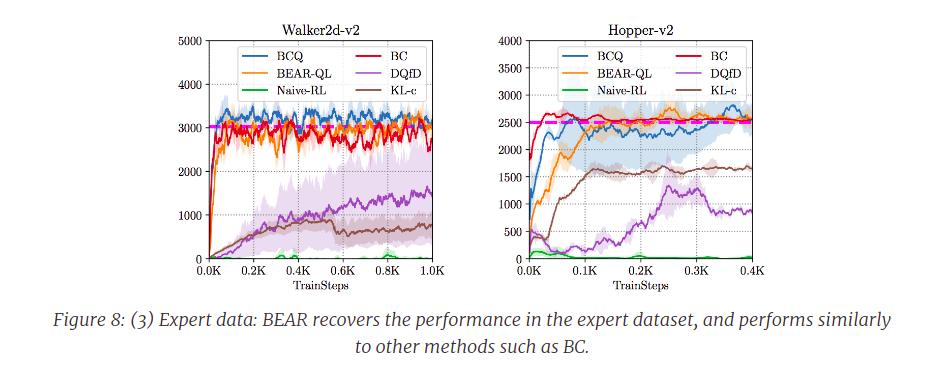 Walker2d-v2
5000
4000
3000
2000
1000
0
0.0K 0.2K 0.4K 0.6K 0.8K 1.0K
TrainSteps
BCQ BC
BEAR-QL DQfD
Naive-RL KL-c
Hopper-v2
4000
3500
3000
2500
2000
1500
1000
500
0
0.0K 0.1K 0.2K 0.3K 0.4K
TrainSteps
BCQ BC
BEAR-QL DQfD
Naive-RL KL-c
Figure 8: (3) Expert data: BEAR recovers the performance in the expert dataset, and performs similarly
to other methods such as BC.